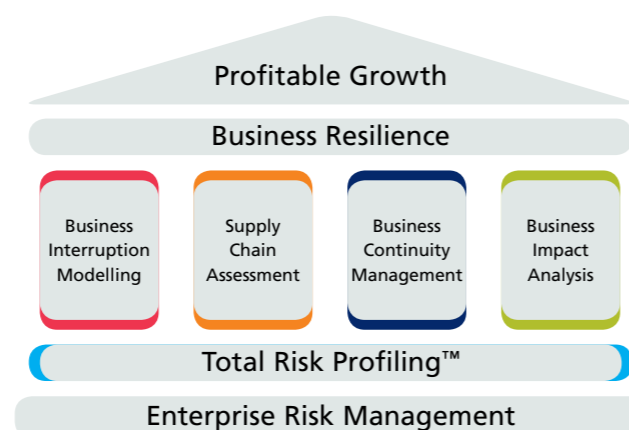 Profitable Growth
Business Resilience
Business
Interruption
Modelling
Supply
Chain
Assessment
Business
Continuity
Management
Business
Impact
Analysis
Total Risk Profiling™
Enterprise Risk Management